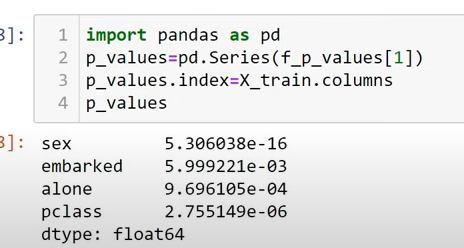 3]:
1 import pandas as pd
2 p_values=pd.Series(f_p_values[1])
3 p_values.index=X_train.columns
4 p_values
3]:
sex 5.306038e-16
embarked 5.999221e-03
alone 9.696105e-04
pclass 2.755149e-06
dtype: float64